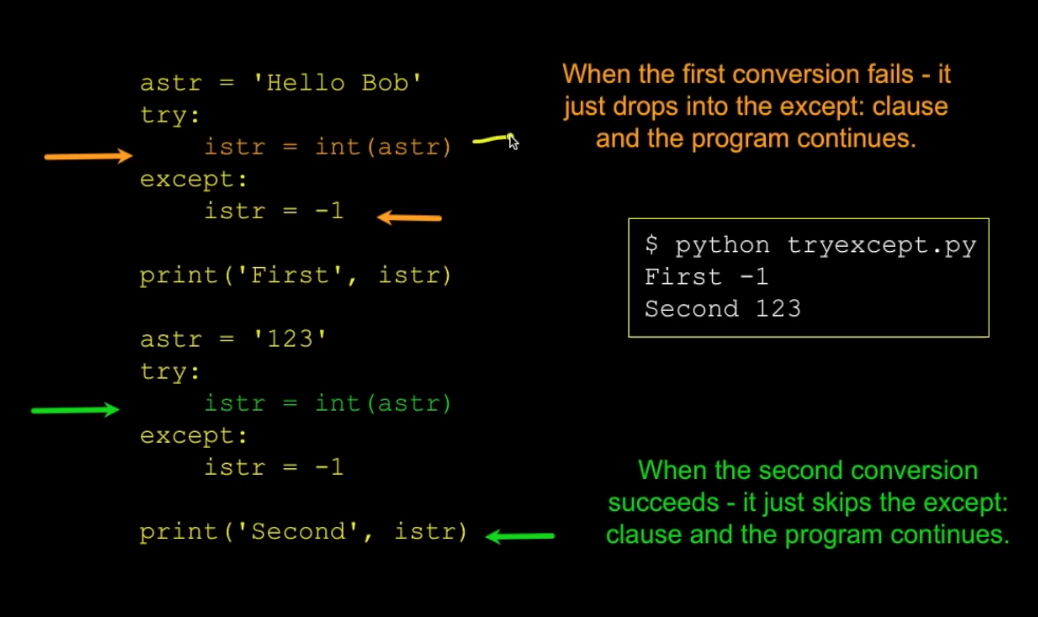 astr = 'Hello Bob'
try:
    istr = int(astr)
except:
    istr = -1

print('First', istr)

astr = '123'
try:
    istr = int(astr)
except:
    istr = -1

print('Second', istr)

When the first conversion fails - it
just drops into the except: clause
and the program continues.

$ python tryexcept.py
First -1
Second 123

When the second conversion
succeeds - it just skips the except:
clause and the program continues.